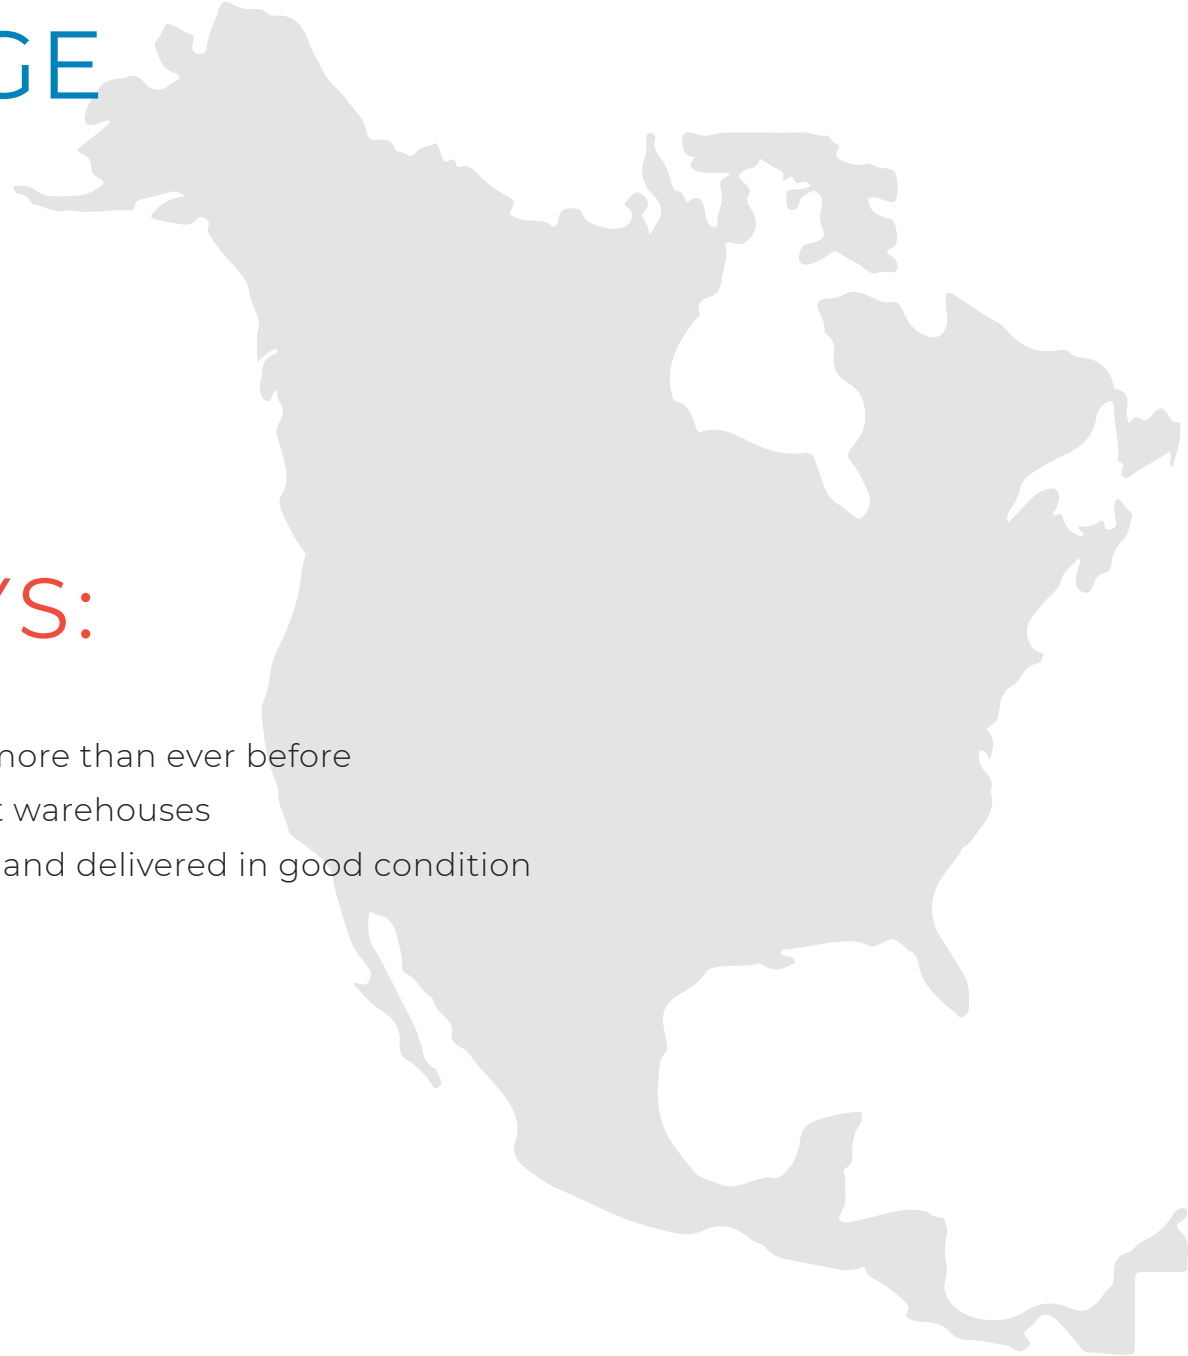 GE
YS:
more than ever before
warehouses
and delivered in good condition